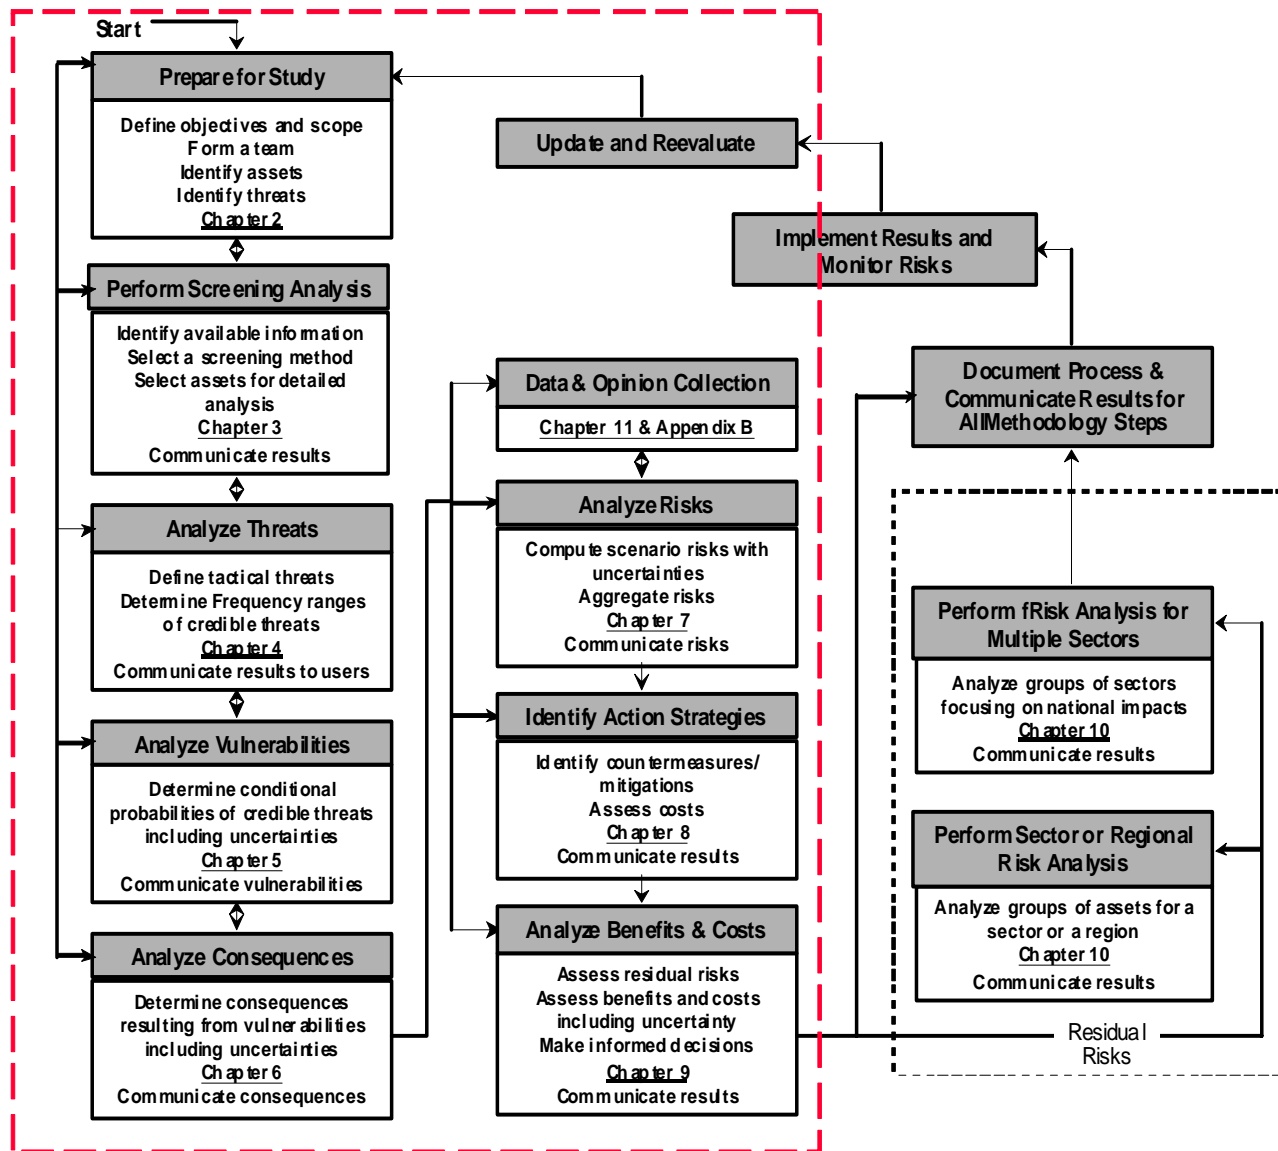 Start
Prepare for Study
Define objectives and scope
Form a team
Identify assets
Identify threats
Chapter 2
Perform Screening Analysis
Identify available information
Select a screening method
Select assets for detailed
analysis
Chapter 3
Communicate results
Analyze Threats
Define tactical threats
Determine Frequency ranges
of credible threats
Chapter 4
Communicate results to users
Analyze Vulnerabilities
Determine conditional
probabilities of credible threats
including uncertainties
Chapter 5
Communicate vulnerabilities
Analyze Consequences
Determine consequences
resulting from vulnerabilities
including uncertainties
Chapter 6
Communicate consequences
Update and Reevaluate
Data & Opinion Collection
Chapter 11 & Appendix B
Analyze Risks
Compute scenario risks with
uncertainties
Aggregate risks
Chapter 7
Communicate risks
Identify Action Strategies
Identify countermeasures/
mitigations
Assess costs
Chapter 8
Communicate results
Analyze Benefits & Costs
Assess residual risks
Assess benefits and costs
including uncertainty
Make informed decisions
Chapter 9
Communicate results
Implement Results and
Monitor Risks
Document Process &
Communicate Results for
All Methodology Steps
Perform fRisk Analysis for
Multiple Sectors
Analyze groups of sectors
focusing on national impacts
Chapter 10
Communicate results
Perform Sector or Regional
Risk Analysis
Analyze groups of assets for a
sector or a region
Chapter 10
Communicate results
Residual
Risks